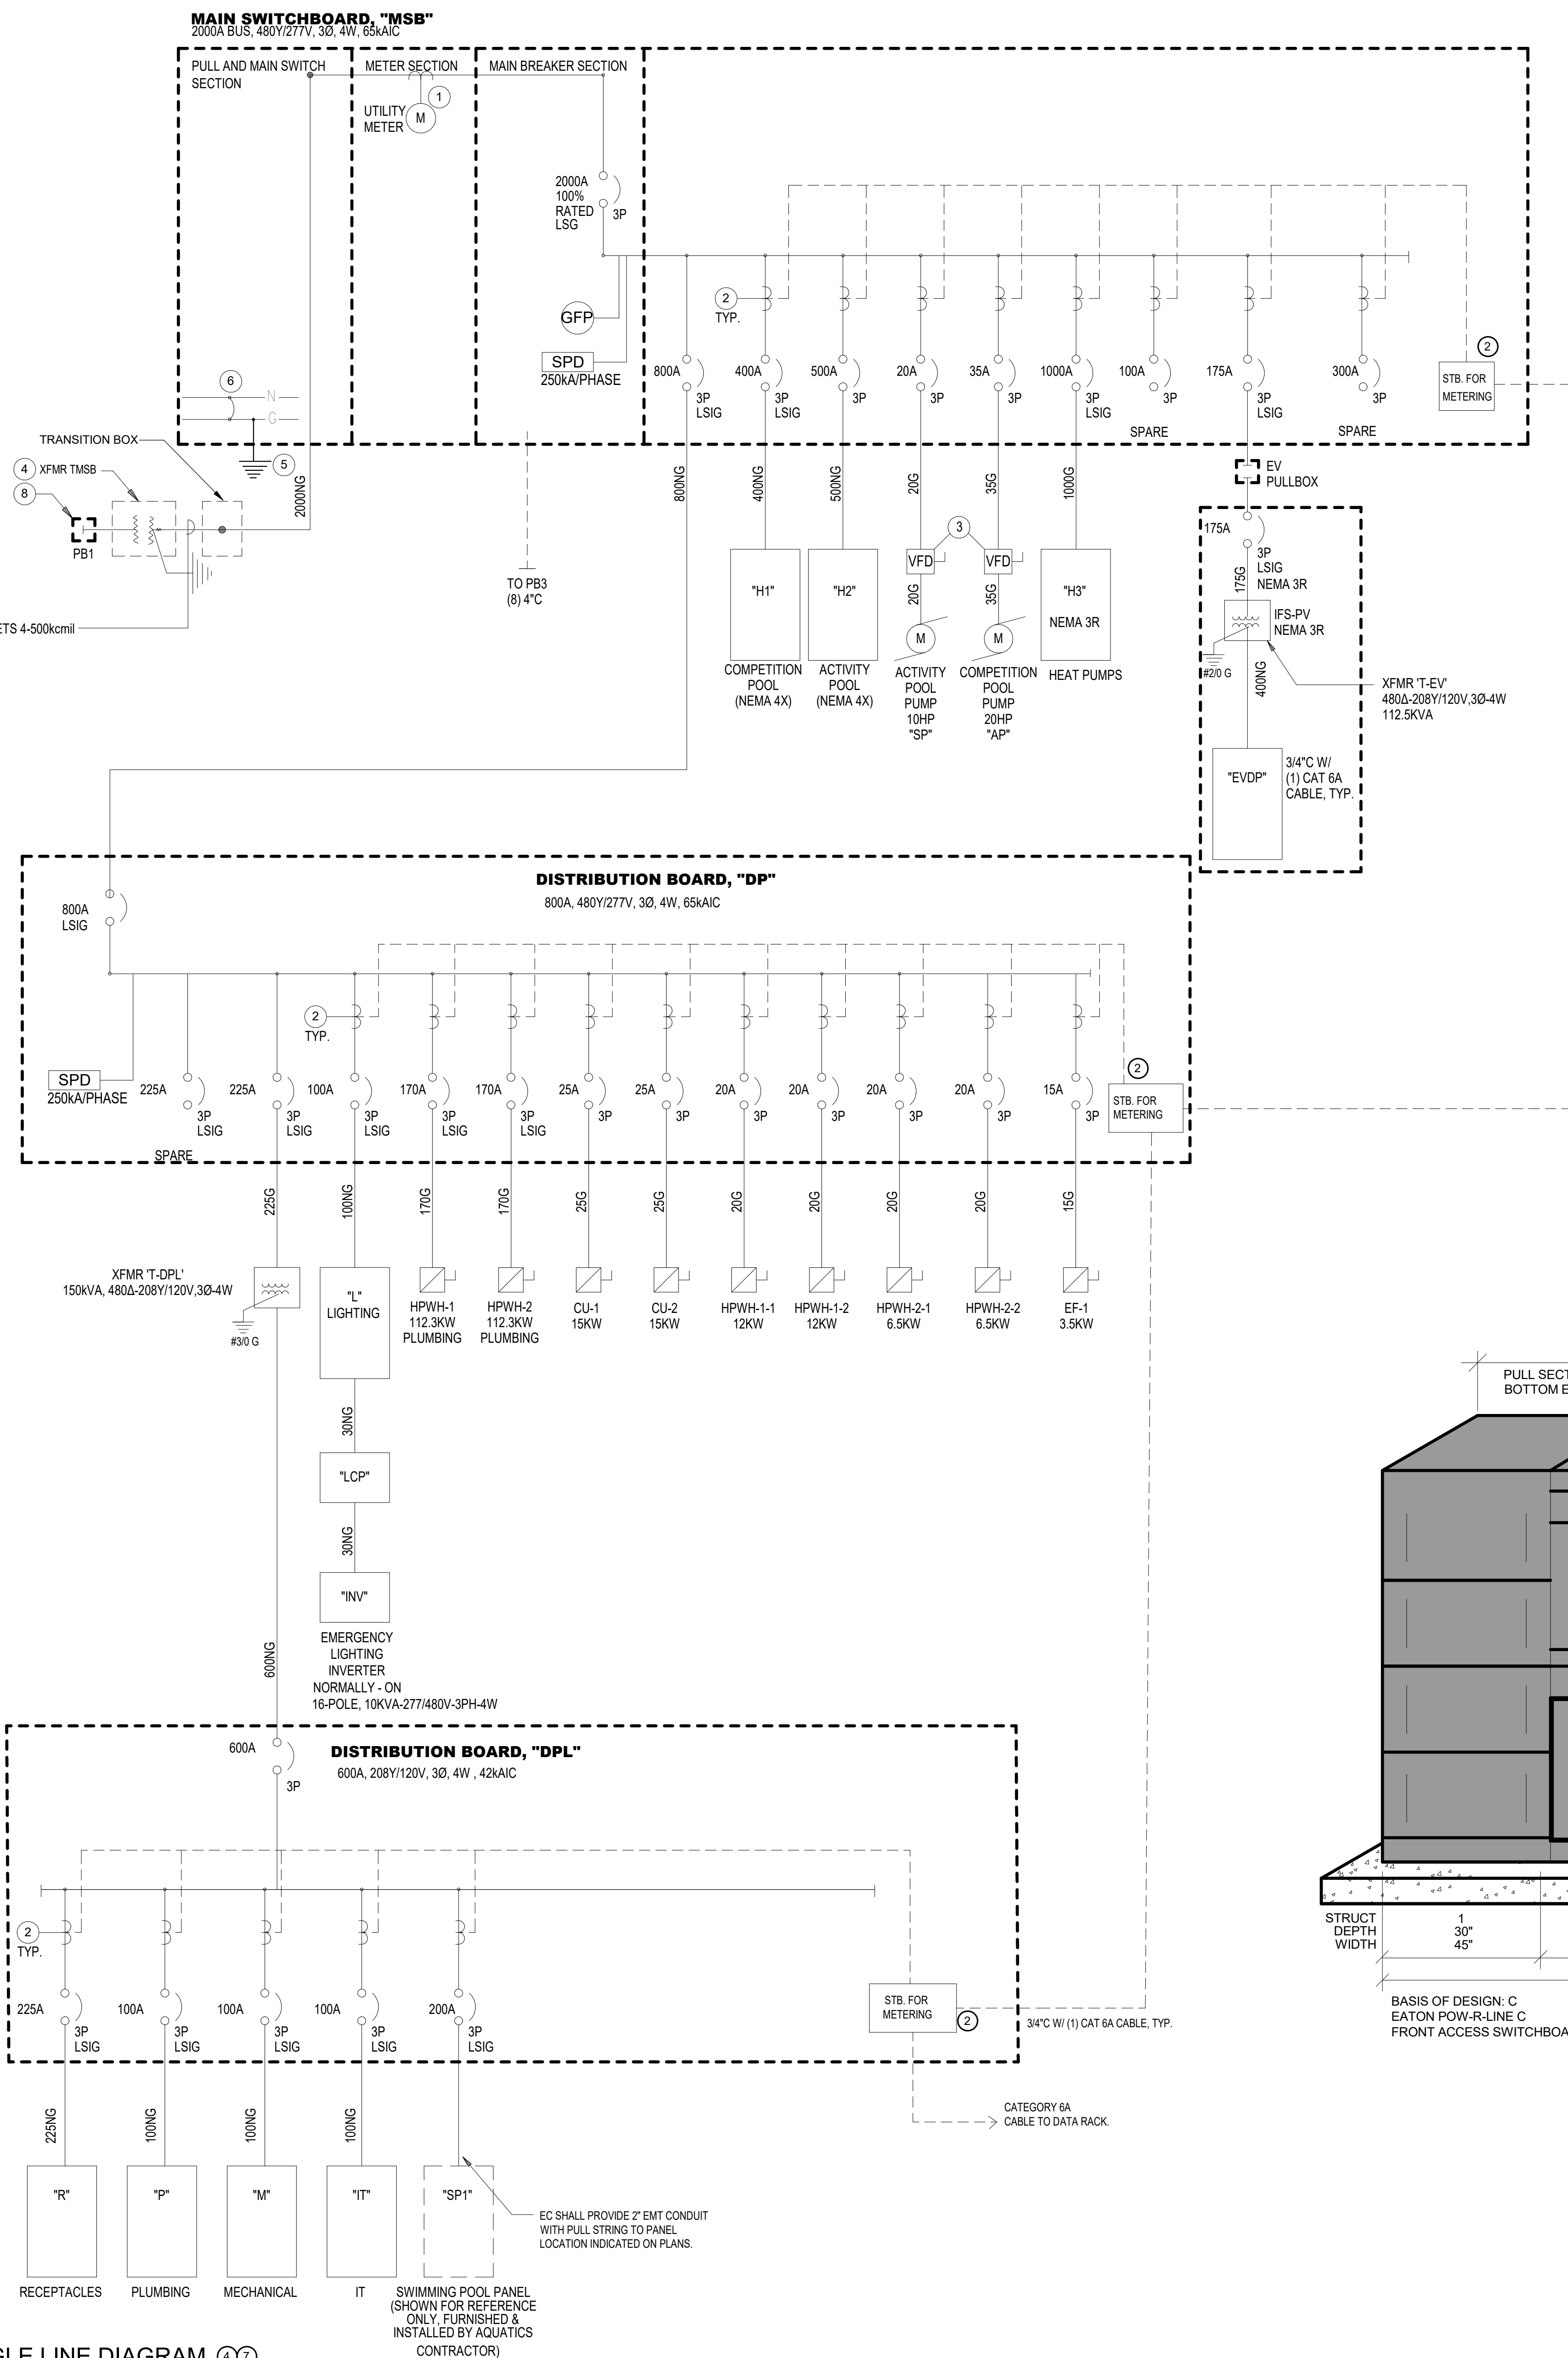 MAIN SWITCHBOARD, "MSB"
2000A BUS, 480Y/277V, 3Ø, 4W, 65kAIC
PULL AND MAIN SWITCH
SECTION
METER SECTION
MAIN BREAKER SECTION
1
UTILITY
METER
M
2000A
100%
RATED
LSG
3P
GFP
SPD
250kA/PHASE
2
TYP.
800A
3P
LSIG
400A
3P
LSIG
500A
3P
20A
3P
35A
3P
1000A
3P
LSIG
100A
3P
SPARE
175A
3P
LSIG
300A
3P
SPARE
2
STB. FOR
METERING
6
N
G
5
TRANSITION BOX
4
XFMR TMSB
8
PB1
2000NG
ETS 4-500kcmil
TO PB3
(8) 4"C
800NG
400NG
500NG
20G
35G
1000G
3
VFD
VFD
20G
35G
M
M
"H1"
COMPETITION
POOL
(NEMA 4X)
"H2"
ACTIVITY
POOL
(NEMA 4X)
ACTIVITY
POOL
PUMP
10HP
"SP"
COMPETITION
POOL
PUMP
20HP
"AP"
"H3"
NEMA 3R
HEAT PUMPS
EV
PULLBOX
175A
3P
LSIG
NEMA 3R
175G
IFS-PV
NEMA 3R
#2/0 G
400NG
XFMR 'T-EV'
480Δ-208Y/120V,3Ø-4W
112.5KVA
"EVDP"
3/4"C W/
(1) CAT 6A
CABLE, TYP.
DISTRIBUTION BOARD, "DP"
800A, 480Y/277V, 3Ø, 4W, 65kAIC
800A
LSIG
2
TYP.
SPD
250kA/PHASE
225A
3P
LSIG
SPARE
225A
3P
LSIG
100A
3P
LSIG
170A
3P
LSIG
170A
3P
LSIG
25A
3P
25A
3P
20A
3P
20A
3P
20A
3P
20A
3P
15A
3P
2
STB. FOR
METERING
225G
100NG
170G
170G
25G
25G
20G
20G
20G
20G
15G
XFMR 'T-DPL'
150kVA, 480Δ-208Y/120V,3Ø-4W
#3/0 G
"L"
LIGHTING
HPWH-1
112.3KW
PLUMBING
HPWH-2
112.3KW
PLUMBING
CU-1
15KW
CU-2
15KW
HPWH-1-1
12KW
HPWH-1-2
12KW
HPWH-2-1
6.5KW
HPWH-2-2
6.5KW
EF-1
3.5KW
30NG
"LCP"
30NG
"INV"
EMERGENCY
LIGHTING
INVERTER
NORMALLY - ON
16-POLE, 10KVA-277/480V-3PH-4W
600NG
PULL SECT
BOTTOM E
STRUCT 1
DEPTH 30"
WIDTH 45"
BASIS OF DESIGN: C
EATON POW-R-LINE C
FRONT ACCESS SWITCHBOA
DISTRIBUTION BOARD, "DPL"
600A, 208Y/120V, 3Ø, 4W , 42kAIC
600A
3P
2
TYP.
225A
3P
LSIG
100A
3P
LSIG
100A
3P
LSIG
100A
3P
LSIG
200A
3P
LSIG
STB. FOR
METERING
2
3/4"C W/ (1) CAT 6A CABLE, TYP.
CATEGORY 6A
CABLE TO DATA RACK.
225NG
100NG
100NG
100NG
"R"
RECEPTACLES
"P"
PLUMBING
"M"
MECHANICAL
"IT"
IT
"SP1"
SWIMMING POOL PANEL
(SHOWN FOR REFERENCE
ONLY, FURNISHED &
INSTALLED BY AQUATICS
CONTRACTOR)
EC SHALL PROVIDE 2" EMT CONDUIT
WITH PULL STRING TO PANEL
LOCATION INDICATED ON PLANS.
GLE LINE DIAGRAM 4 7